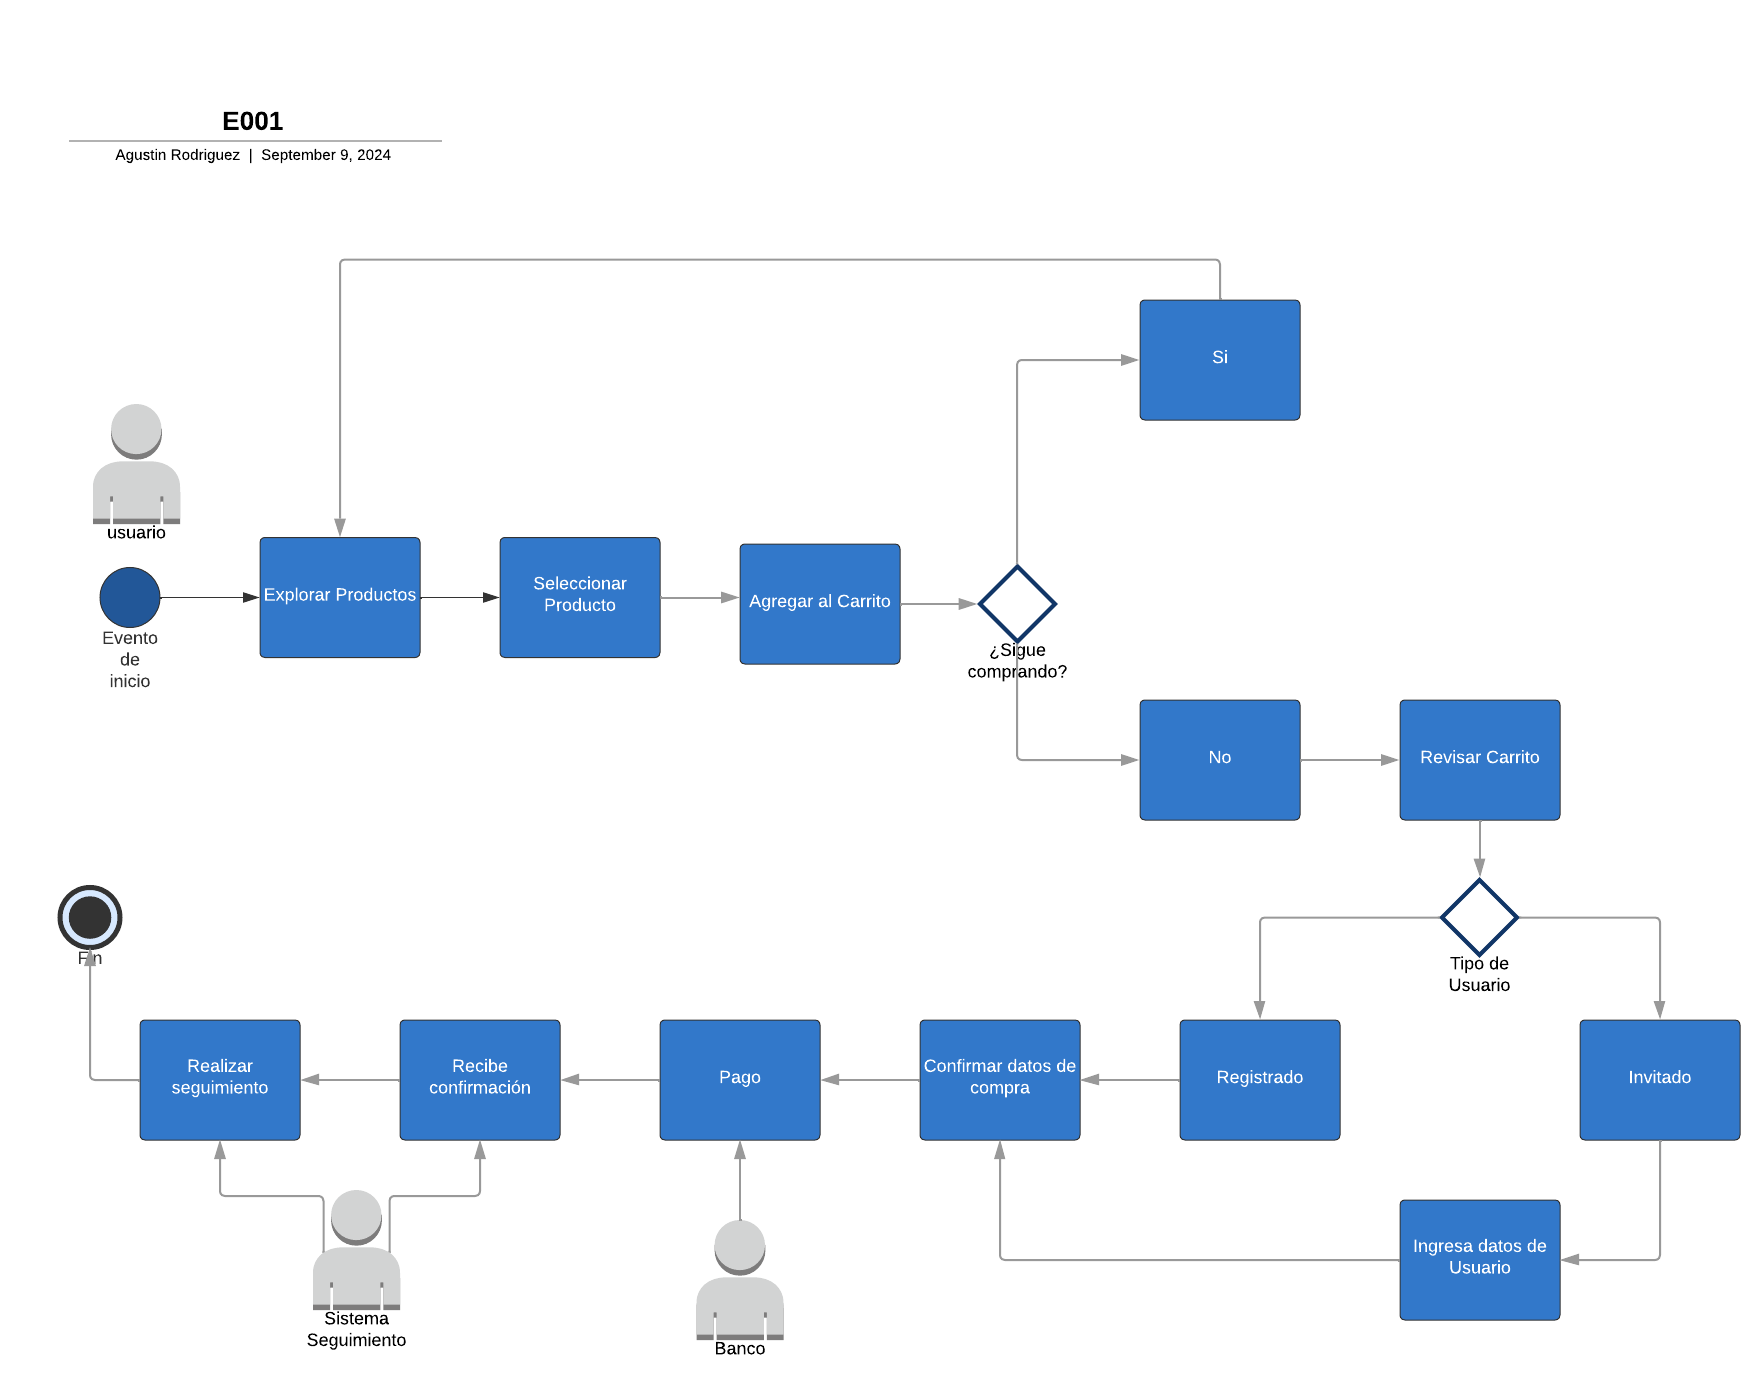 E001
Agustin Rodriguez | September 9, 2024
Si
usuario
Evento
de
inicio
Explorar Productos
Seleccionar
Producto
Agregar al Carrito
¿Sigue
comprando?
No
Revisar Carrito
Tipo de
Usuario
Fin
Realizar
seguimiento
Recibe
confirmación
Pago
Confirmar datos de
compra
Registrado
Invitado
Ingresa datos de
Usuario
Sistema
Seguimiento
Banco